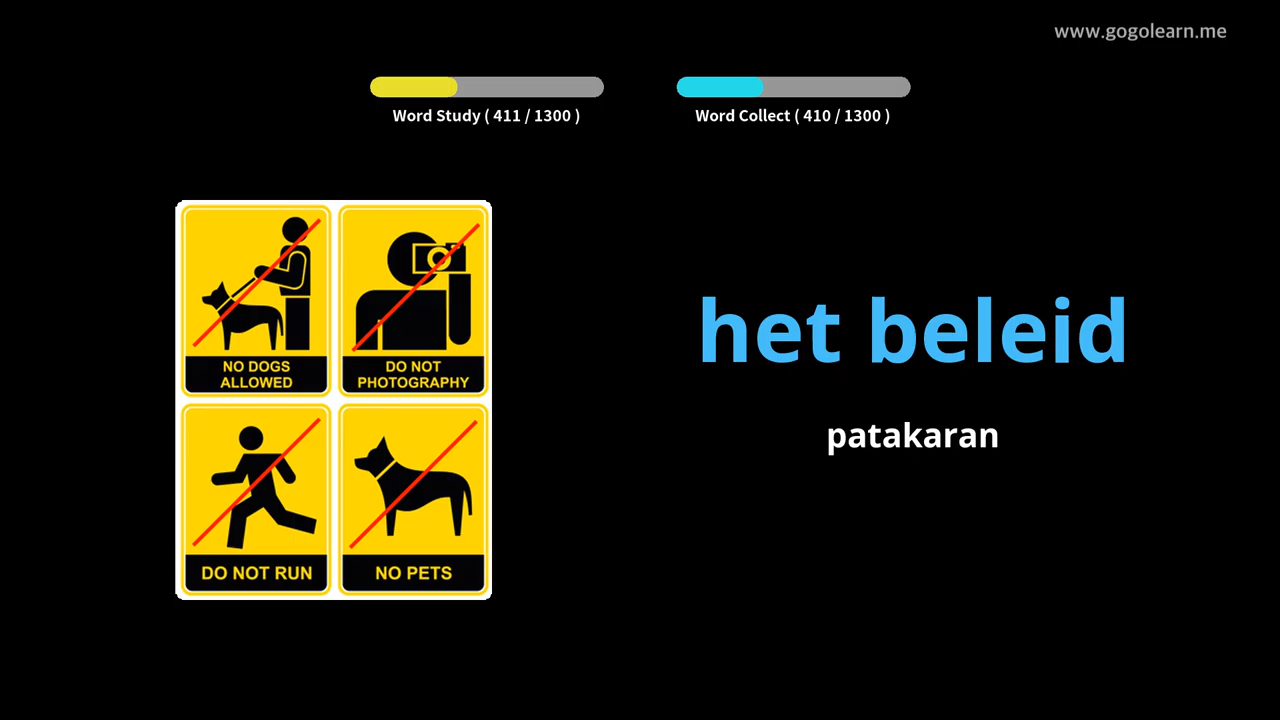 www.gogolearn.me
Word Study ( 411 / 1300 )
Word Collect ( 410 / 1300 )
NO DOGS
ALLOWED
DO NOT
PHOTOGRAPHY
DO NOT RUN
NO PETS
het beleid
patakaran